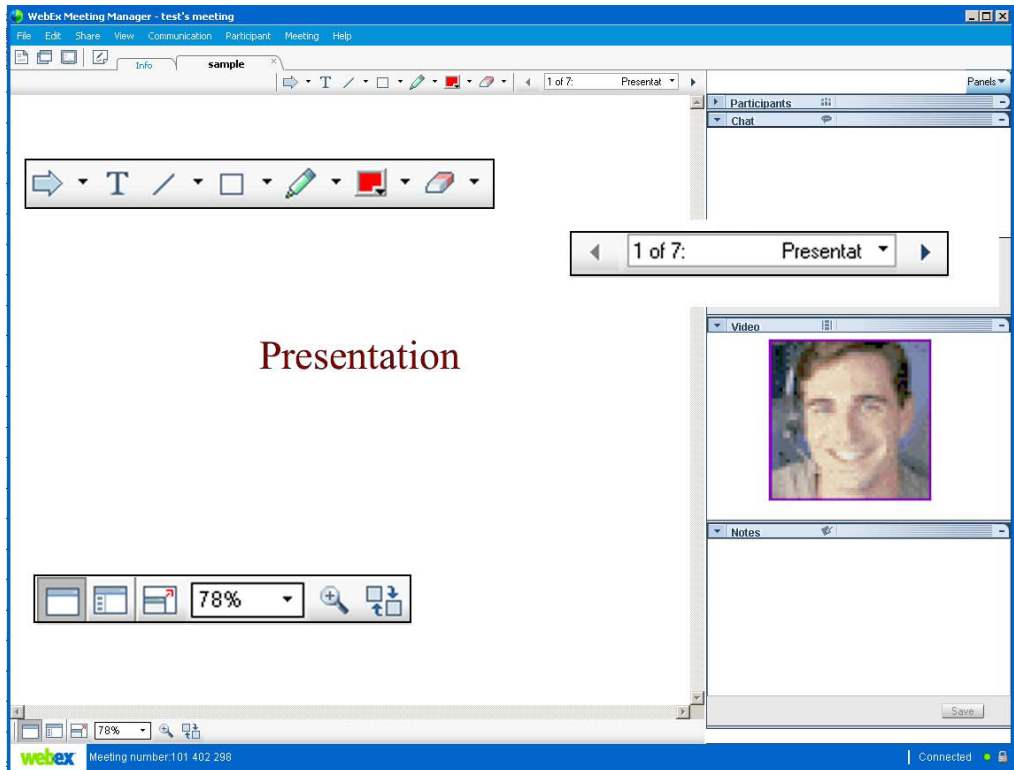 WebEx Meeting Manager - test's meeting
File Edit Share View Communication Participant Meeting Help
Info sample
T 1 of 7: Presentat Panels
Participants
Chat
T
1 of 7: Presentat
Video
Presentation
Notes
78%
Save
78%
webex Meeting number:101 402 298 Connected